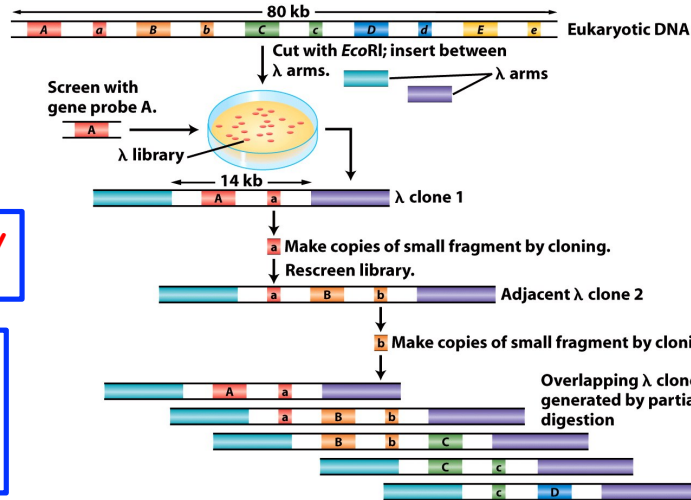 80 kb
A a B b C c D d E e
Eukaryotic DNA
Cut with EcoRI; insert between
λ arms.
λ arms
Screen with
gene probe A.
A
λ library
14 kb
A a
λ clone 1
a
Make copies of small fragment by cloning.
Rescreen library.
a B b
Adjacent λ clone 2
b
Make copies of small fragment by cloni
A a
Overlapping λ clone
generated by partia
digestion
a B b
B b C
C c
c D